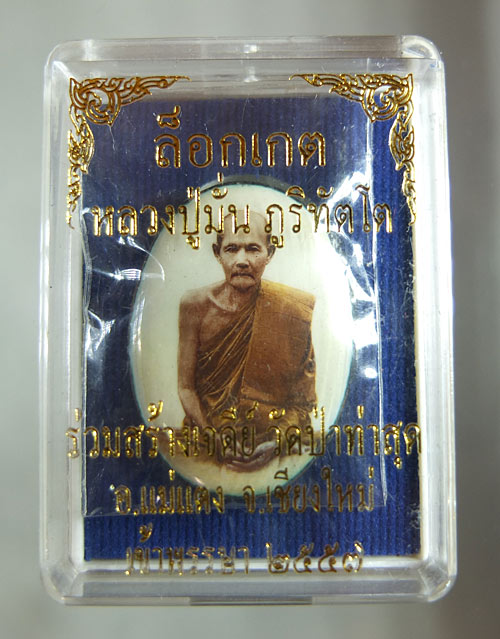 ล็อกเกต
หลวงปู่มั่น ภูริทัตโต
ร่วมสร้างเจดีย์ วัดป่าท่าสุด
อ.แม่แตง จ.เชียงใหม่
เข้าพรรษา ๒๕๕๗